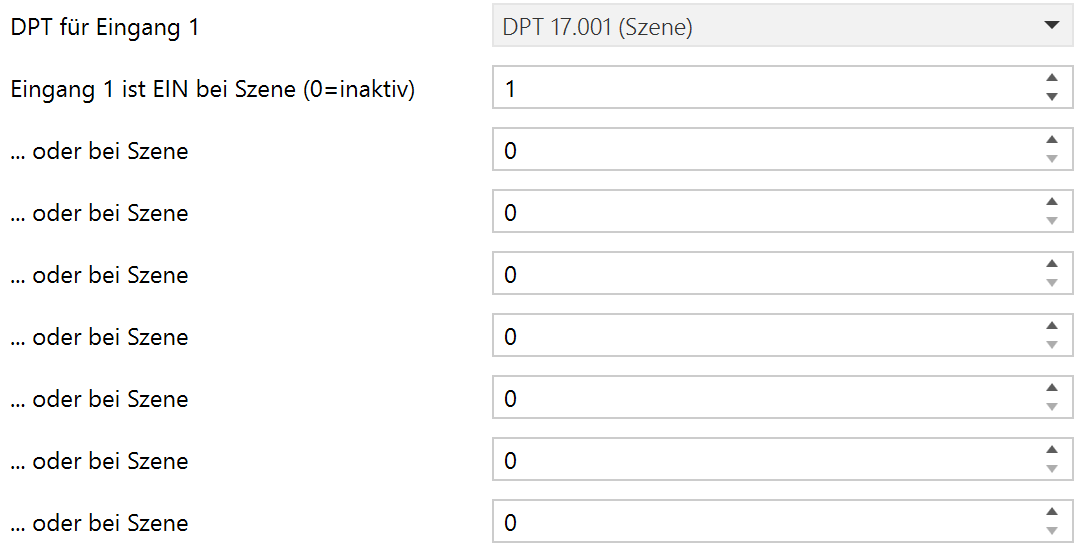 DPT für Eingang 1 DPT 17.001 (Szene)
Eingang 1 ist EIN bei Szene (0=inaktiv) 1
... oder bei Szene 0
... oder bei Szene 0
... oder bei Szene 0
... oder bei Szene 0
... oder bei Szene 0
... oder bei Szene 0
... oder bei Szene 0